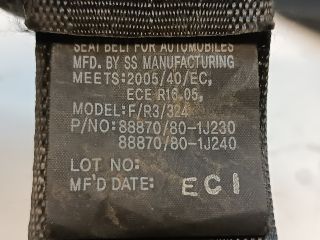 SEAT BELT FOR AUTOMOBILES
MFD. BY SS MANUFACTURING
MEETS: 2005/40/EC,
ECE R16.05,
MODEL: F/R3/324
P/NO: 88870/80-1J230
88870/80-1J240
LOT NO:
MF'D DATE: EC1